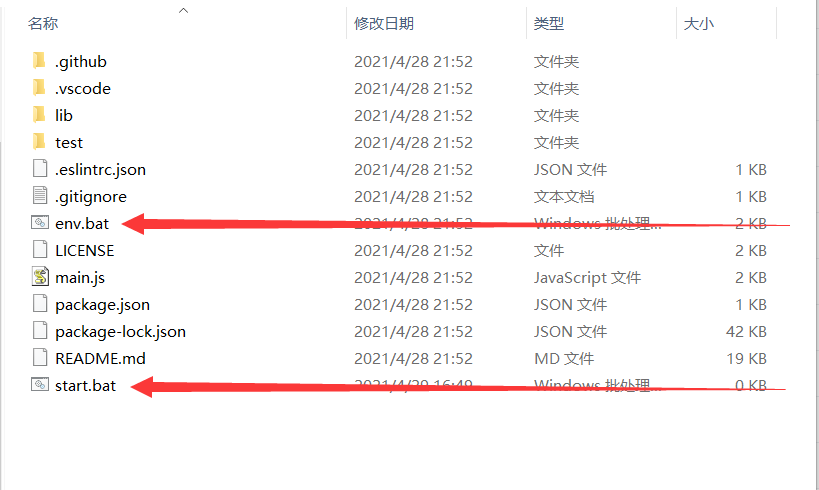 名称 修改日期 类型 大小
.github 2021/4/28 21:52 文件夹
.vscode 2021/4/28 21:52 文件夹
lib 2021/4/28 21:52 文件夹
test 2021/4/28 21:52 文件夹
.eslintrc.json 2021/4/28 21:52 JSON 文件 1 KB
.gitignore 2021/4/28 21:52 文本文档 1 KB
env.bat 2021/4/28 21:52 Windows 批处理... 2 KB
LICENSE 2021/4/28 21:52 文件 2 KB
main.js 2021/4/28 21:52 JavaScript 文件 2 KB
package.json 2021/4/28 21:52 JSON 文件 1 KB
package-lock.json 2021/4/28 21:52 JSON 文件 42 KB
README.md 2021/4/28 21:52 MD 文件 19 KB
start.bat 2021/4/29 16:49 Windows 批处理... 0 KB